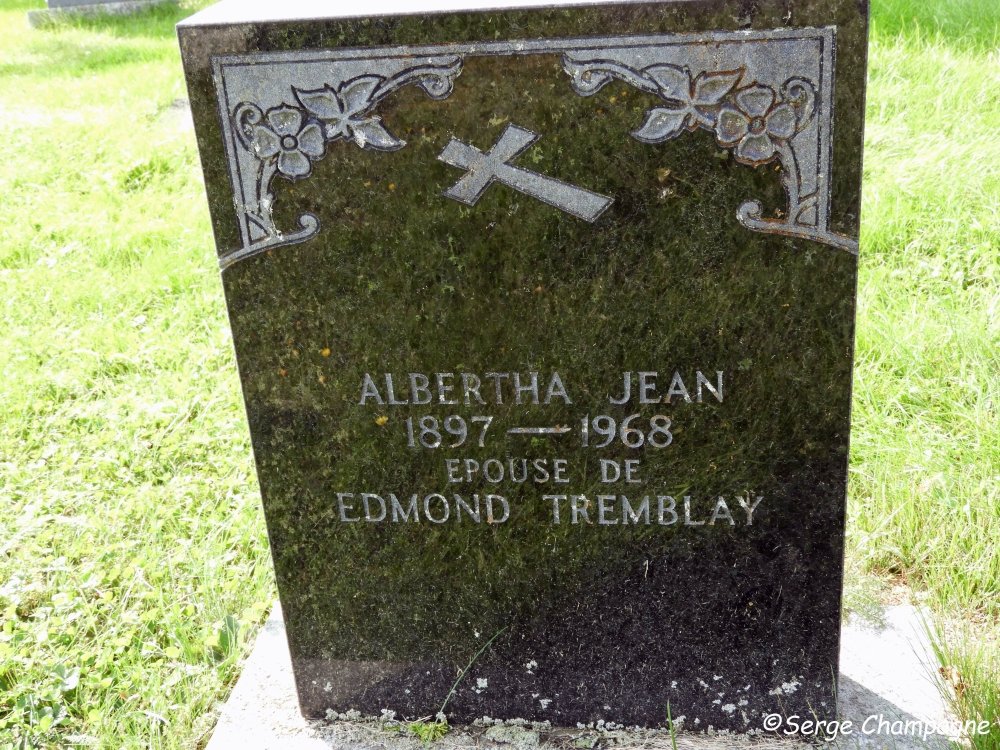 ALBERTHA JEAN
1897 — 1968
EPOUSE DE
EDMOND TREMBLAY
©Serge Champagne